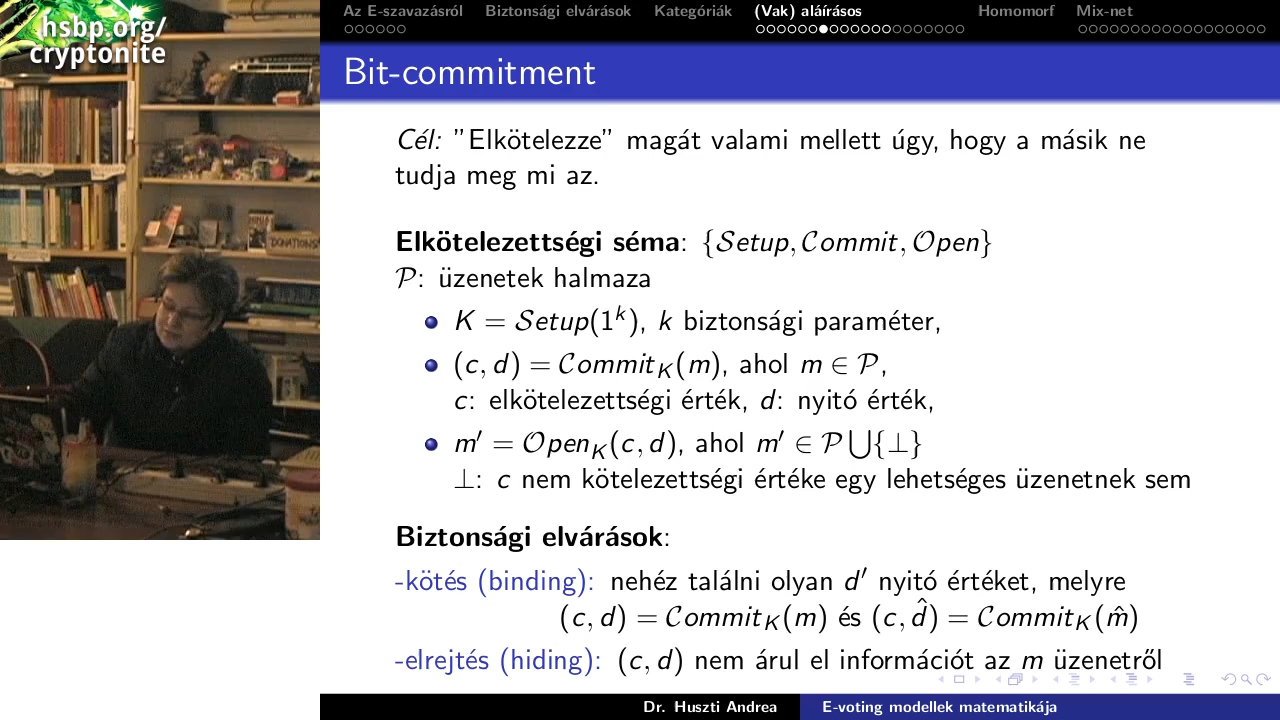 hsbp.org/
cryptonite
DONATIONS
Az E-szavazásról Biztonsági elvárások Kategóriák (Vak) aláírásos Homomorf Mix-net
Bit-commitment
Cél: ”Elkötelezze” magát valami mellett úgy, hogy a másik ne
tudja meg mi az.
Elkötelezettségi séma: {Setup, Commit, Open}
P: üzenetek halmaza
K = Setup(1^k), k biztonsági paraméter,
(c, d) = Commit_K(m), ahol m ∈ P,
c: elkötelezettségi érték, d: nyitó érték,
m′ = Open_K(c, d), ahol m′ ∈ P ⋃{⊥}
⊥: c nem kötelezettségi értéke egy lehetséges üzenetnek sem
Biztonsági elvárások:
-kötés (binding): nehéz találni olyan d′ nyitó értéket, melyre
(c, d) = Commit_K(m) és (c, d̂) = Commit_K(m̂)
-elrejtés (hiding): (c, d) nem árul el információt az m üzenetről
Dr. Huszti Andrea E-voting modellek matematikája